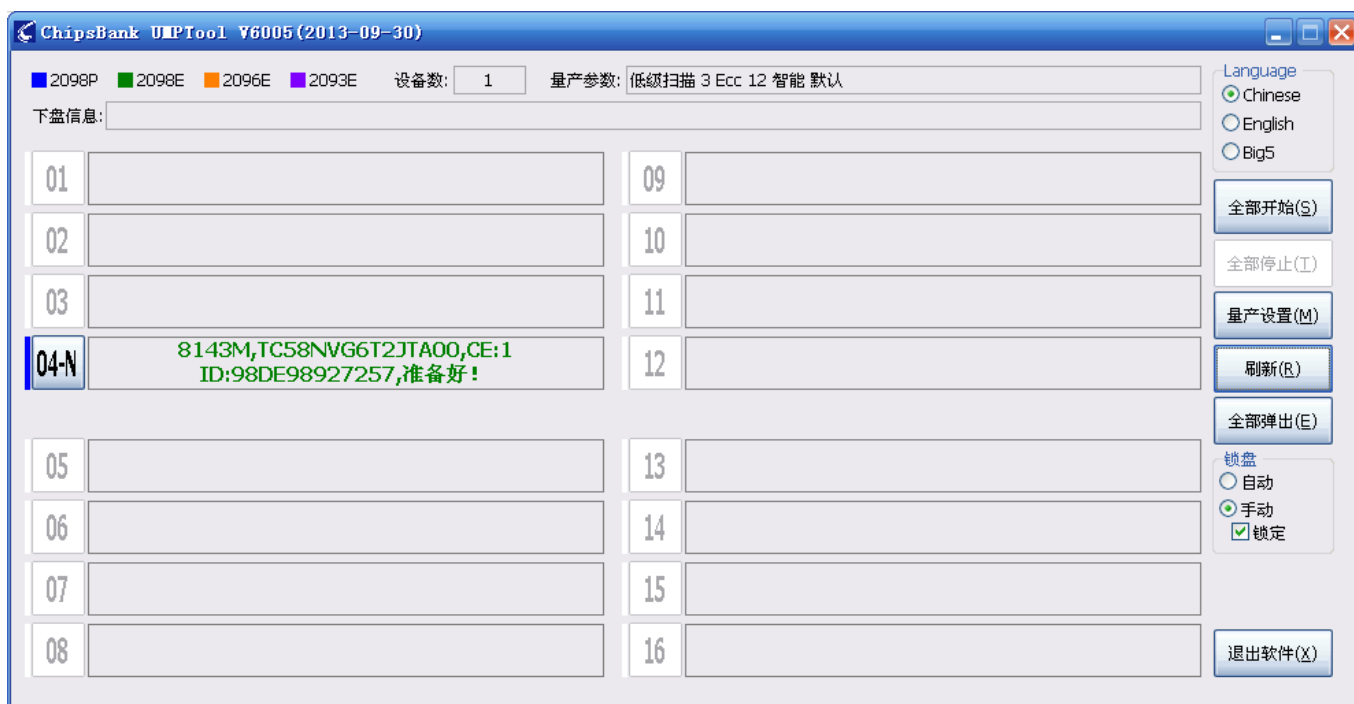 ChipsBank UMPTool V6005(2013-09-30)
2098P 2098E 2096E 2093E 设备数: 1 量产参数: 低级扫描 3 Ecc 12 智能 默认
下盘信息:
Language
Chinese
English
Big5
01 09
02 10
03 11
04-N 8143M,TC58NVG6T2JTA00,CE:1
ID:98DE98927257,准备好!
12
05 13
06 14
07 15
08 16
全部开始(S)
全部停止(T)
量产设置(M)
刷新(R)
全部弹出(E)
锁盘
自动
手动
锁定
退出软件(X)